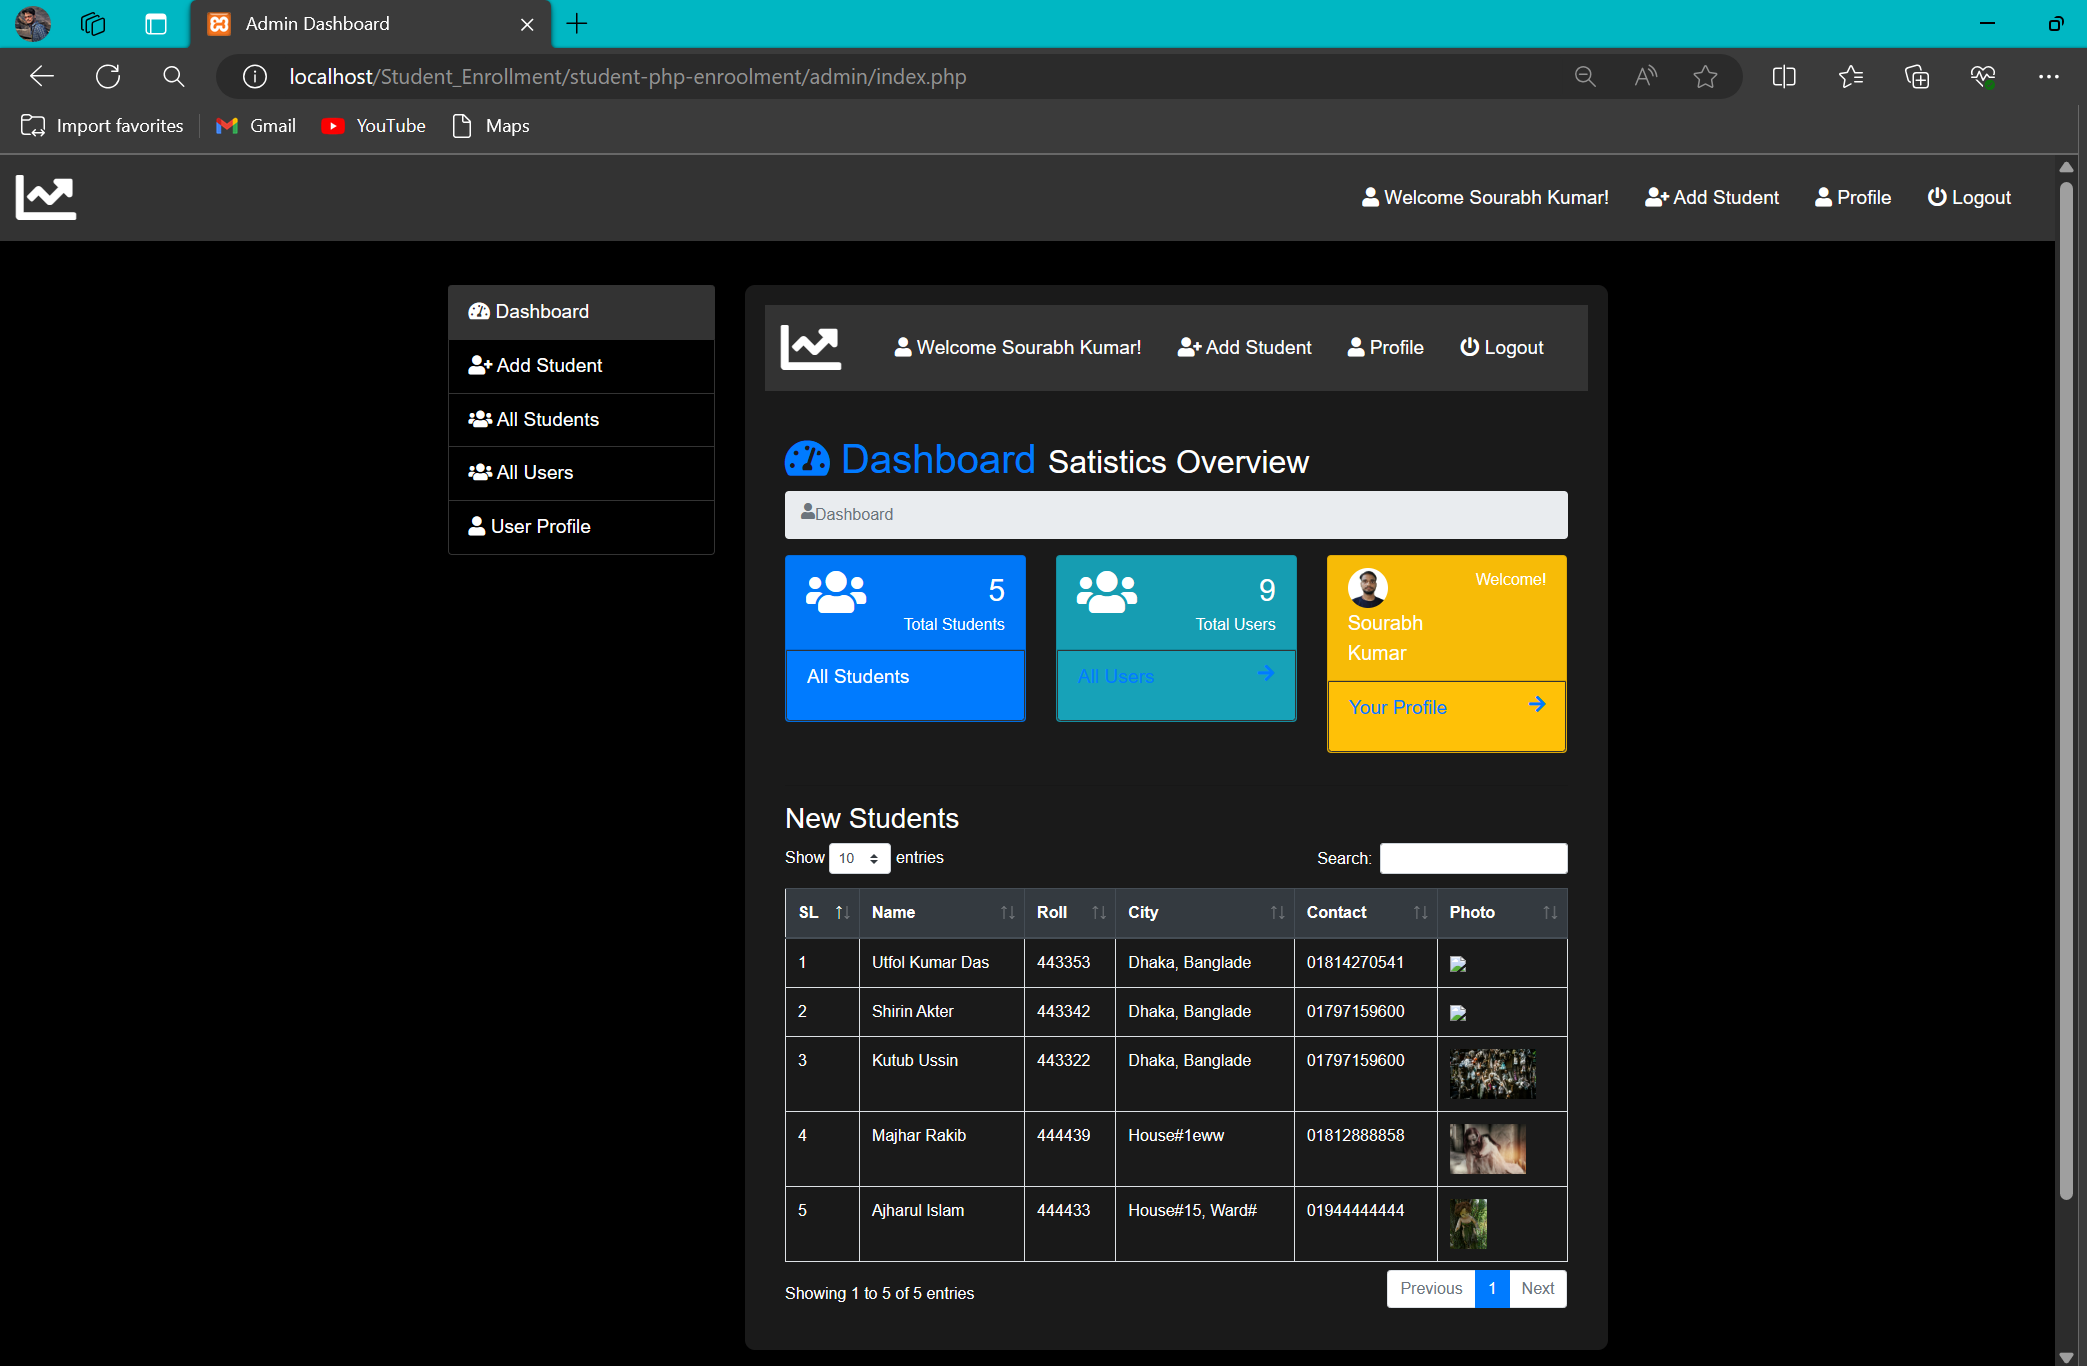 Admin Dashboard
localhost/Student_Enrollment/student-php-enroolment/admin/index.php
Import favorites Gmail YouTube Maps
Welcome Sourabh Kumar! Add Student Profile Logout
Dashboard
Add Student
All Students
All Users
User Profile
Welcome Sourabh Kumar! Add Student Profile Logout
Dashboard Satistics Overview
Dashboard
5
Total Students
All Students
9
Total Users
All Users
Welcome!
Sourabh
Kumar
Your Profile
New Students
Show 10 entries Search:
SL Name Roll City Contact Photo
1 Utfol Kumar Das 443353 Dhaka, Banglade 01814270541
2 Shirin Akter 443342 Dhaka, Banglade 01797159600
3 Kutub Ussin 443322 Dhaka, Banglade 01797159600
4 Majhar Rakib 444439 House#1eww 01812888858
5 Ajharul Islam 444433 House#15, Ward# 01944444444
Showing 1 to 5 of 5 entries Previous 1 Next